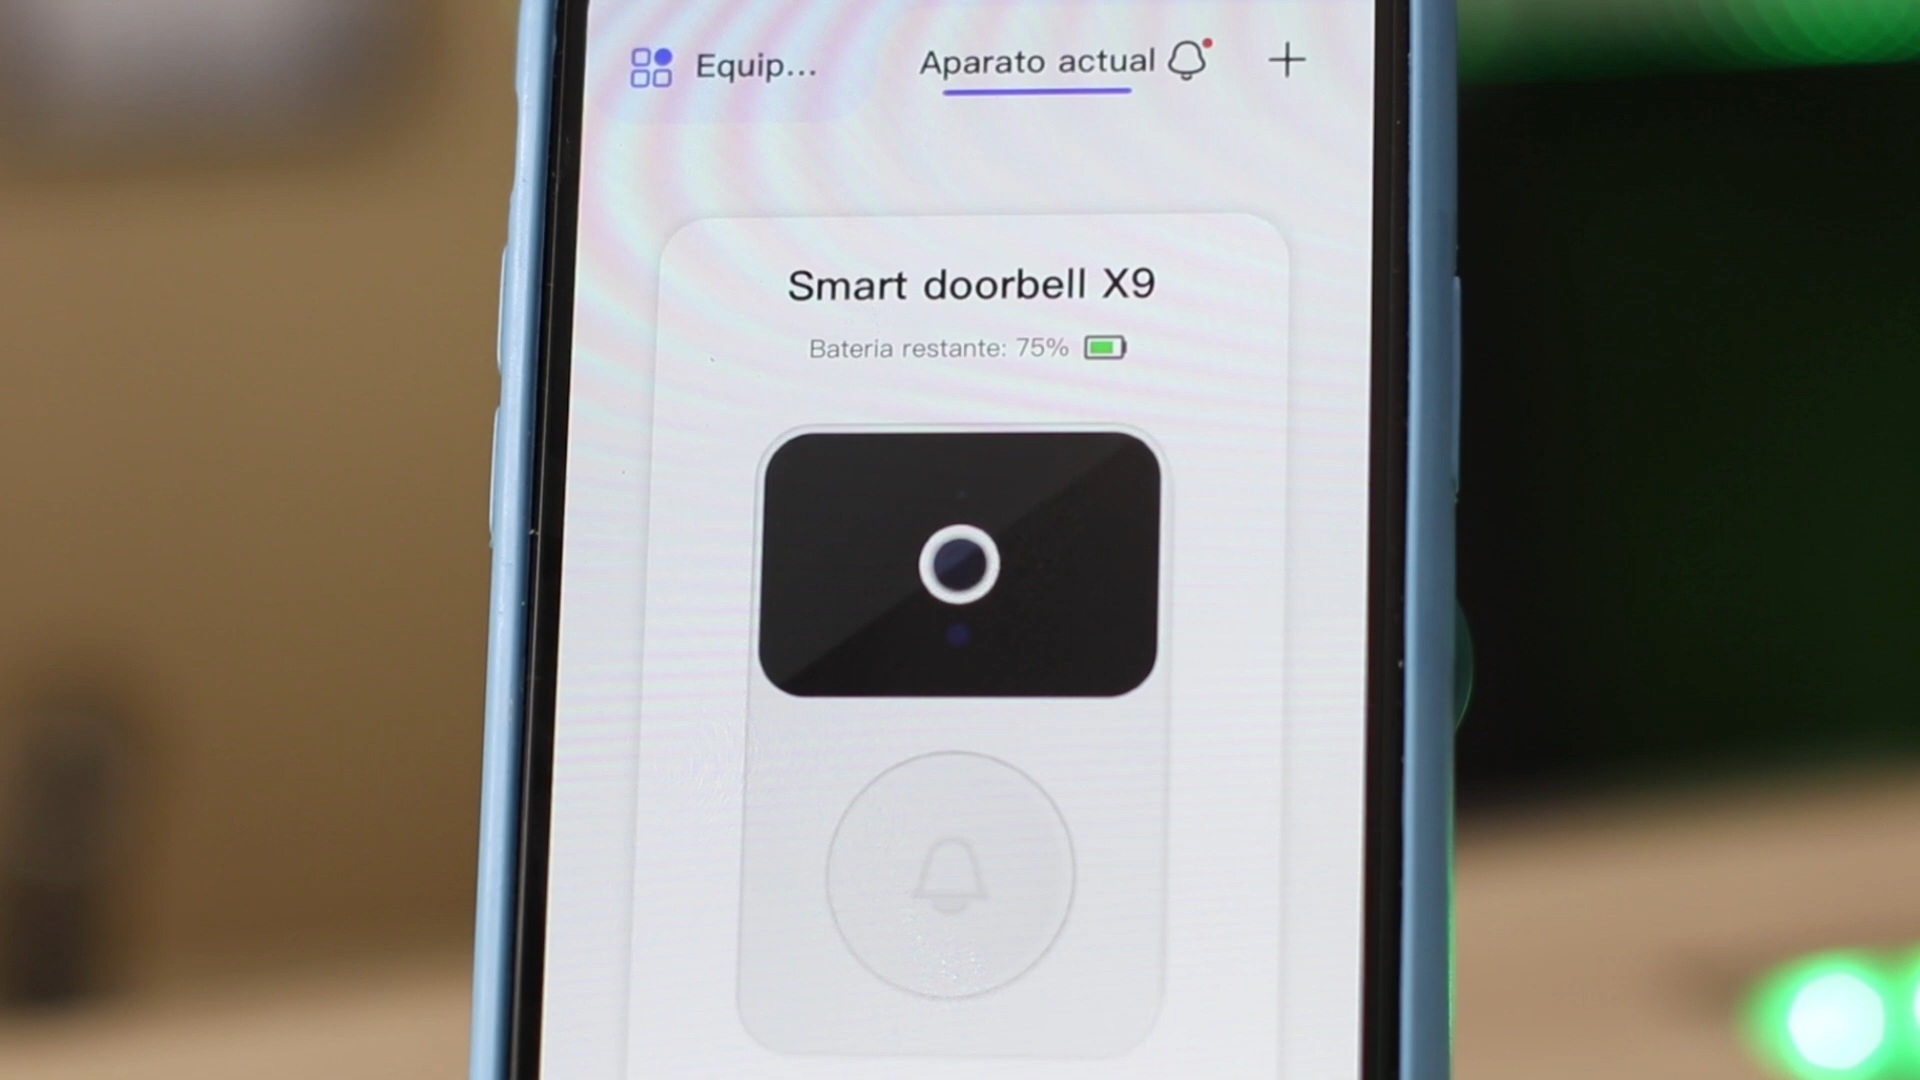 Equip...
Aparato actual
Smart doorbell X9
Bateria restante: 75%